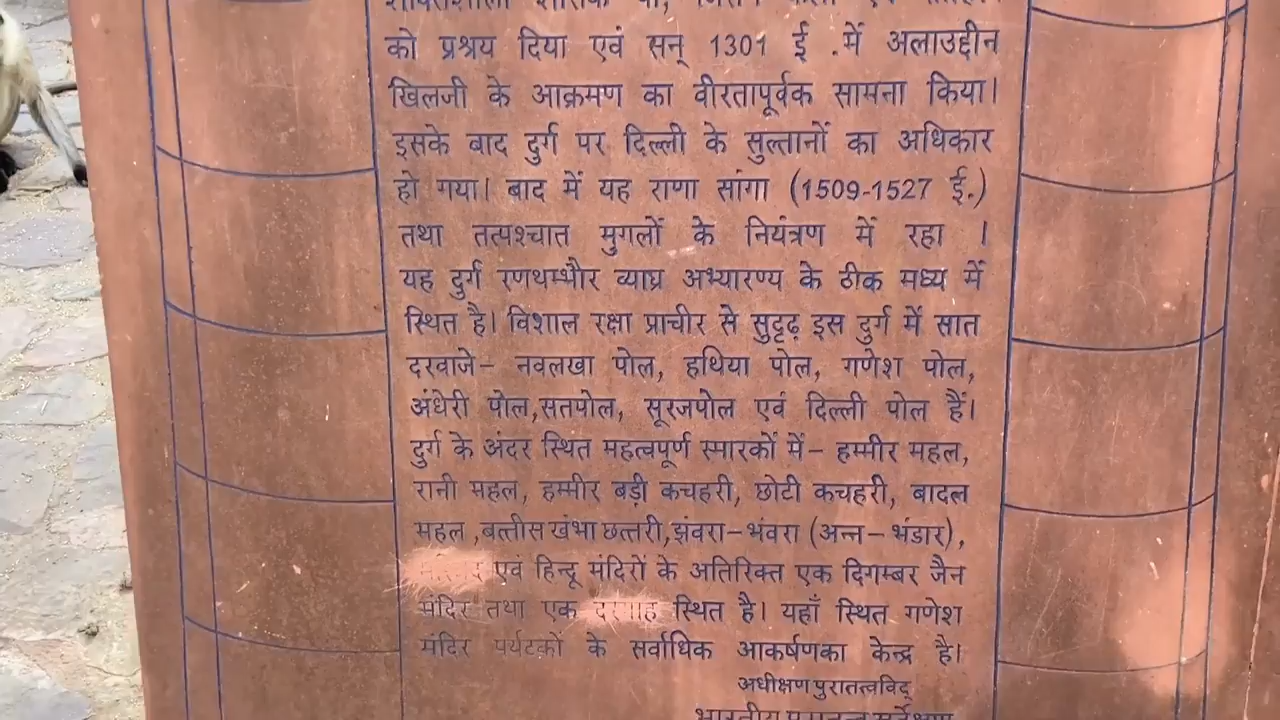 को प्रश्रय दिया एवं सन् 1301 ई .में अलाउद्दीन
खिलजी के आक्रमण का वीरतापूर्वक सामना किया।
इसके बाद दुर्ग पर दिल्ली के सुल्तानों का अधिकार
हो गया। बाद में यह राणा सांगा (1509-1527 ई.)
तथा तत्पश्चात मुगलों के नियंत्रण में रहा ।
यह दुर्ग रणथम्भौर व्याघ्र अभ्यारण्य के ठीक मध्य में
स्थित है। विशाल रक्षा प्राचीर से सुदृढ़ इस दुर्ग में सात
दरवाजे- नवलखा पोल, हथिया पोल, गणेश पोल,
अंधेरी पोल,सतपोल, सूरजपोल एवं दिल्ली पोल हैं।
दुर्ग के अंदर स्थित महत्वपूर्ण स्मारकों में- हम्मीर महल,
रानी महल, हम्मीर बड़ी कचहरी, छोटी कचहरी, बादल
महल ,बत्तीस खंभा छत्तरी,झंवरा-भंवरा (अन्न- भंडार),
एवं हिन्दू मंदिरों के अतिरिक्त एक दिगम्बर जैन
मंदिर तथा एक दरगाह स्थित है। यहाँ स्थित गणेश
मंदिर पर्यटकों के सर्वाधिक आकर्षणका केन्द्र है।
अधीक्षण पुरातत्वविद्